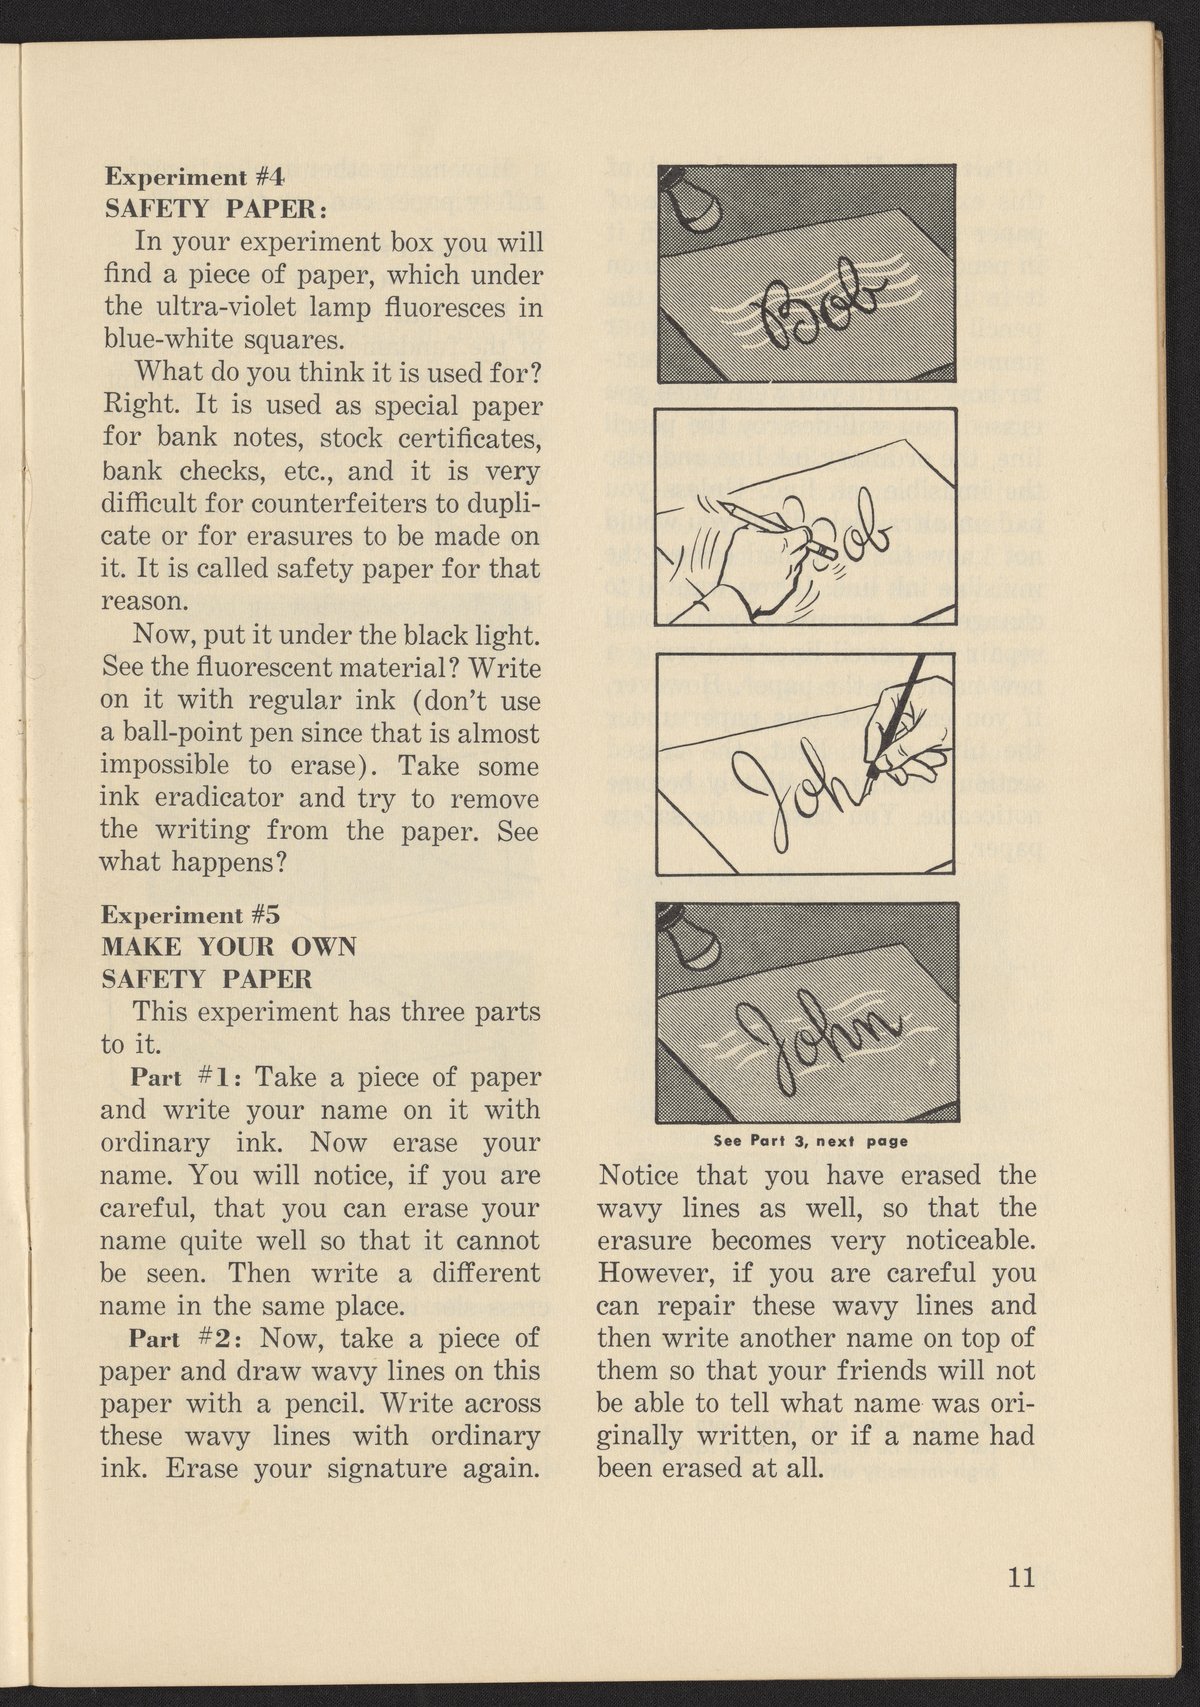 Experiment #4
SAFETY PAPER:
In your experiment box you will
find a piece of paper, which under
the ultra-violet lamp fluoresces in
blue-white squares.
What do you think it is used for?
Right. It is used as special paper
for bank notes, stock certificates,
bank checks, etc., and it is very
difficult for counterfeiters to dupli-
cate or for erasures to be made on
it. It is called safety paper for that
reason.
Now, put it under the black light.
See the fluorescent material? Write
on it with regular ink (don't use
a ball-point pen since that is almost
impossible to erase). Take some
ink eradicator and try to remove
the writing from the paper. See
what happens?
Experiment #5
MAKE YOUR OWN
SAFETY PAPER
This experiment has three parts
to it.
Part #1: Take a piece of paper
and write your name on it with
ordinary ink. Now erase your
name. You will notice, if you are
careful, that you can erase your
name quite well so that it cannot
be seen. Then write a different
name in the same place.
Part #2: Now, take a piece of
paper and draw wavy lines on this
paper with a pencil. Write across
these wavy lines with ordinary
ink. Erase your signature again.
Bob
ob
Joh
John
See Part 3, next page
Notice that you have erased the
wavy lines as well, so that the
erasure becomes very noticeable.
However, if you are careful you
can repair these wavy lines and
then write another name on top of
them so that your friends will not
be able to tell what name was ori-
ginally written, or if a name had
been erased at all.
11